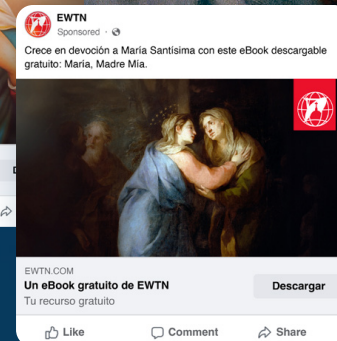 EWTN
Sponsored ·
Crece en devoción a María Santísima con este eBook descargable
gratuito: María, Madre Mía.
EWTN.COM
Un eBook gratuito de EWTN
Tu recurso gratuito
Descargar
Like
Comment
Share